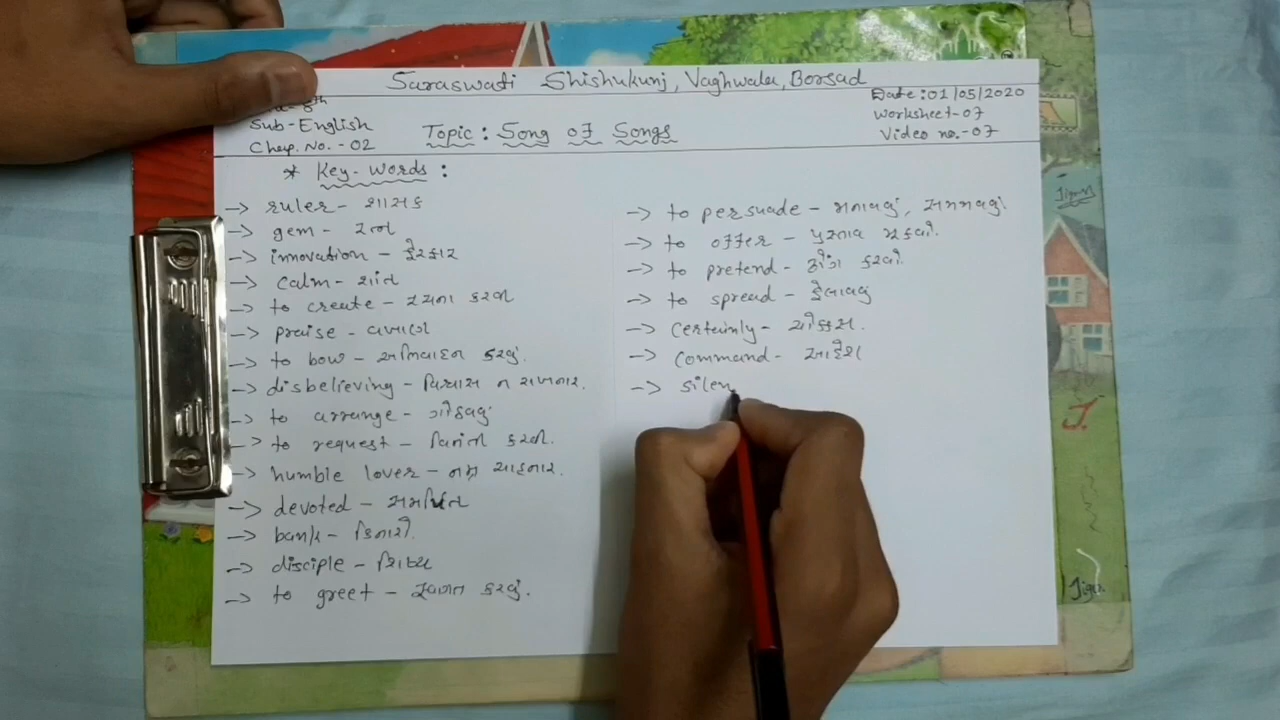 Saraswati Shishukunj, Vaghwala, Borsad
Sub-English
Chep. No. - 02
Topic : Song of Songs
Date : 01/05/2020
Worksheet-07
Video no.-07
* Key-Words :
→ ruler - શાસક
→ gem - રત્ન
→ innovation - ફેરફાર
→ calm - શાંત
→ to create - રચના કરવી
→ praise - વખાણ
→ to bow - અભિવાદન કરવું.
→ disbelieving - વિશ્વાસ ન રાખનાર.
→ to arrange - ગોઠવવું
→ to request - વિનંતી કરવી.
→ humble lover - નમ્ર ચાહનાર.
→ devoted - સમર્પિત
→ bank - કિનારો.
→ disciple - શિષ્ય
→ to greet - સ્વાગત કરવું.
→ to persuade - મનાવવું, સમજાવવું
→ to offer - પ્રસ્તાવ મૂકવો.
→ to pretend - ઢોંગ કરવો.
→ to spread - ફેલાવવું
→ certainly - ચોક્કસ.
→ command - આદેશ
→ silen
J.
Jigu